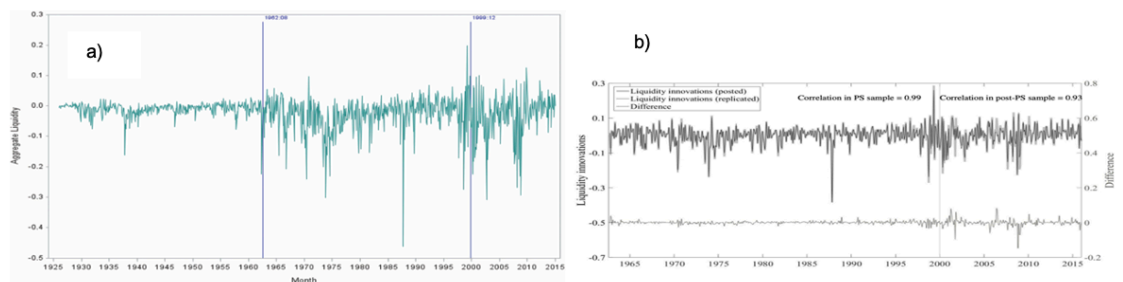 a)
1962:08
1999:12
0.3
0.2
0.1
0.0
-0.1
-0.2
-0.3
-0.4
-0.5
Aggregate Liquidity
1925 1930 1935 1940 1945 1950 1955 1960 1965 1970 1975 1980 1985 1990 1995 2000 2005 2010 2015
Month
b)
Liquidity innovations (posted)
Liquidity innovations (replicated)
Difference
Correlation in PS sample = 0.99
Correlation in post-PS sample = 0.93
0.3
0.1
-0.1
-0.3
-0.5
-0.7
Liquidity innovations
0.8
0.6
0.4
0.2
0
-0.2
Difference
1965 1970 1975 1980 1985 1990 1995 2000 2005 2010 2015